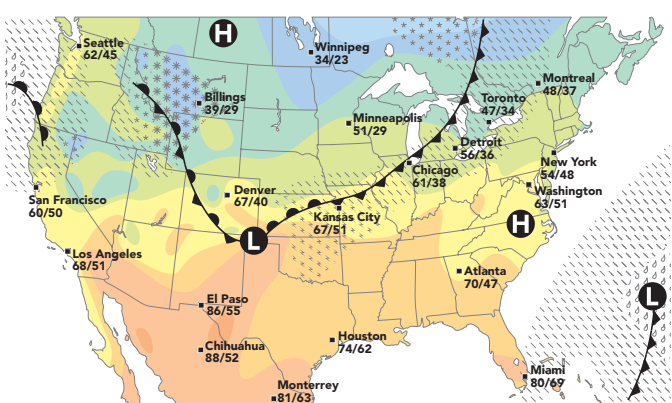 H
Seattle
62/45
Winnipeg
34/23
Montreal
48/37
Billings
39/29
Toronto
47/34
Minneapolis
51/29
Detroit
56/36
New York
54/48
Chicago
61/38
Washington
63/51
Denver
67/40
San Francisco
60/50
Kansas City
67/51
H
L
Los Angeles
68/51
Atlanta
70/47
El Paso
86/55
L
Houston
74/62
Chihuahua
88/52
Miami
80/69
Monterrey
81/63